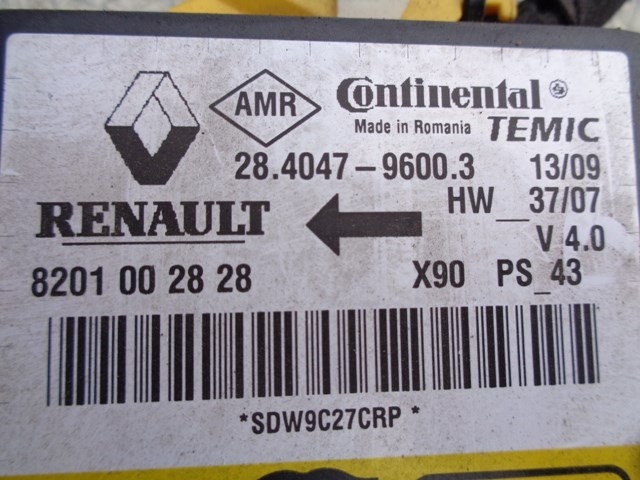 AMR
Continental
Made in Romania TEMIC
28.4047-9600.3 13/09
HW_37/07
RENAULT
V 4.0
8201 00 28 28 X90 PS_43
*SDW9C27CRP*